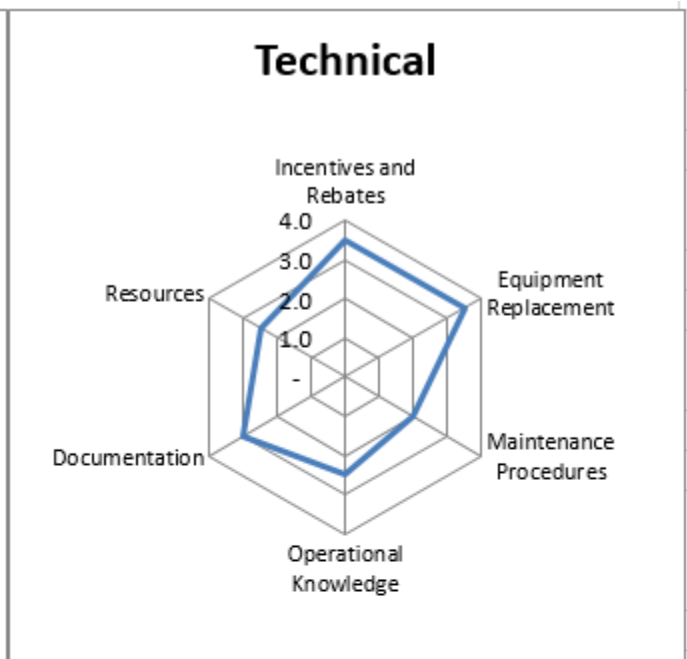 Technical
Incentives and
Rebates
4.0
3.0
2.0
1.0
-
Equipment
Replacement
Maintenance
Procedures
Operational
Knowledge
Documentation
Resources